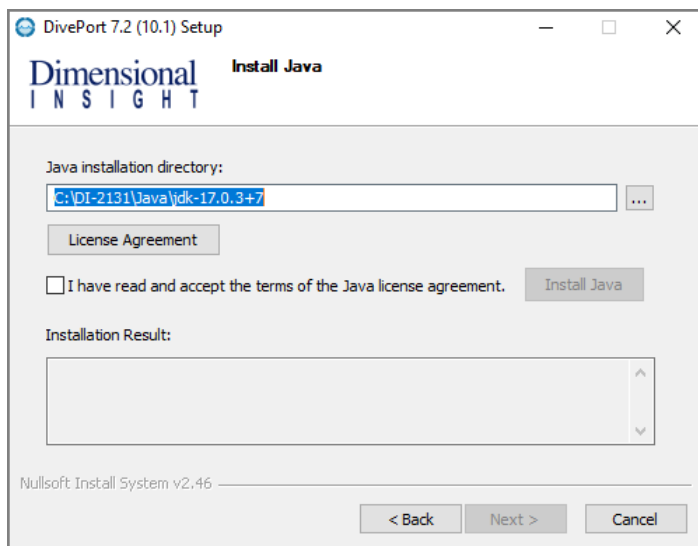 DivePort 7.2 (10.1) Setup
Dimensional
INSIGHT
Install Java
Java installation directory:
C:\DI-2131\Java\jdk-17.0.3+7
...
License Agreement
I have read and accept the terms of the Java license agreement.
Install Java
Installation Result:
Nullsoft Install System v2.46
< Back
Next >
Cancel